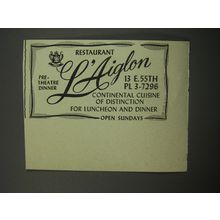 RESTAURANT
L'Aiglon
PRE-
THEATRE
DINNER
13 E. 55TH
PL 3-7296
CONTINENTAL CUISINE
OF DISTINCTION
FOR LUNCHEON AND DINNER
OPEN SUNDAYS